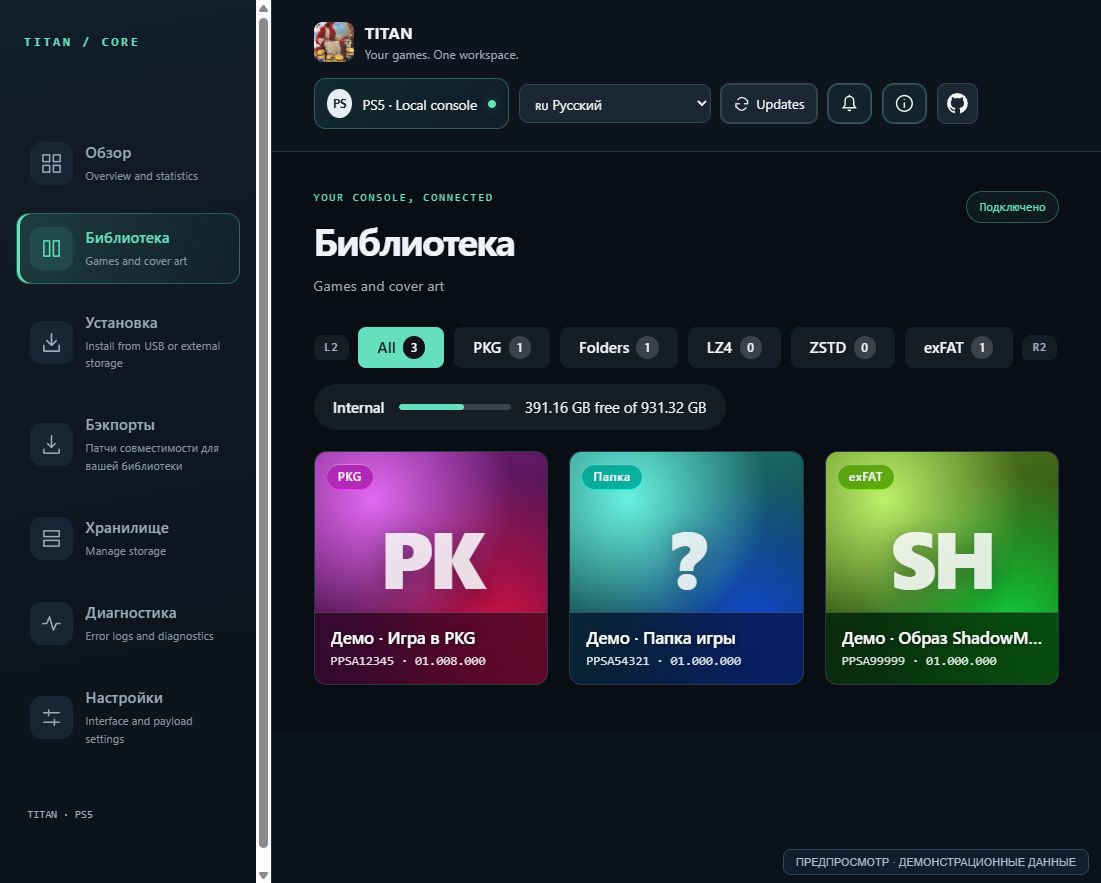 TITAN / CORE
Обзор
Overview and statistics
Библиотека
Games and cover art
Установка
Install from USB or external
storage
Бэкпорты
Патчи совместимости для
вашей библиотеки
Хранилище
Manage storage
Диагностика
Error logs and diagnostics
Настройки
Interface and payload
settings
TITAN · PS5
TITAN
Your games. One workspace.
PS PS5 · Local console
RU Русский
Updates
YOUR CONSOLE, CONNECTED
Подключено
Библиотека
Games and cover art
L2 All 3 PKG 1 Folders 1 LZ4 0 ZSTD 0 exFAT 1 R2
Internal 391.16 GB free of 931.32 GB
PKG
PK
Демо · Игра в PKG
PPSA12345 · 01.008.000
Папка
?
Демо · Папка игры
PPSA54321 · 01.000.000
exFAT
SH
Демо · Образ ShadowM...
PPSA99999 · 01.000.000
ПРЕДПРОСМОТР · ДЕМОНСТРАЦИОННЫЕ ДАННЫЕ